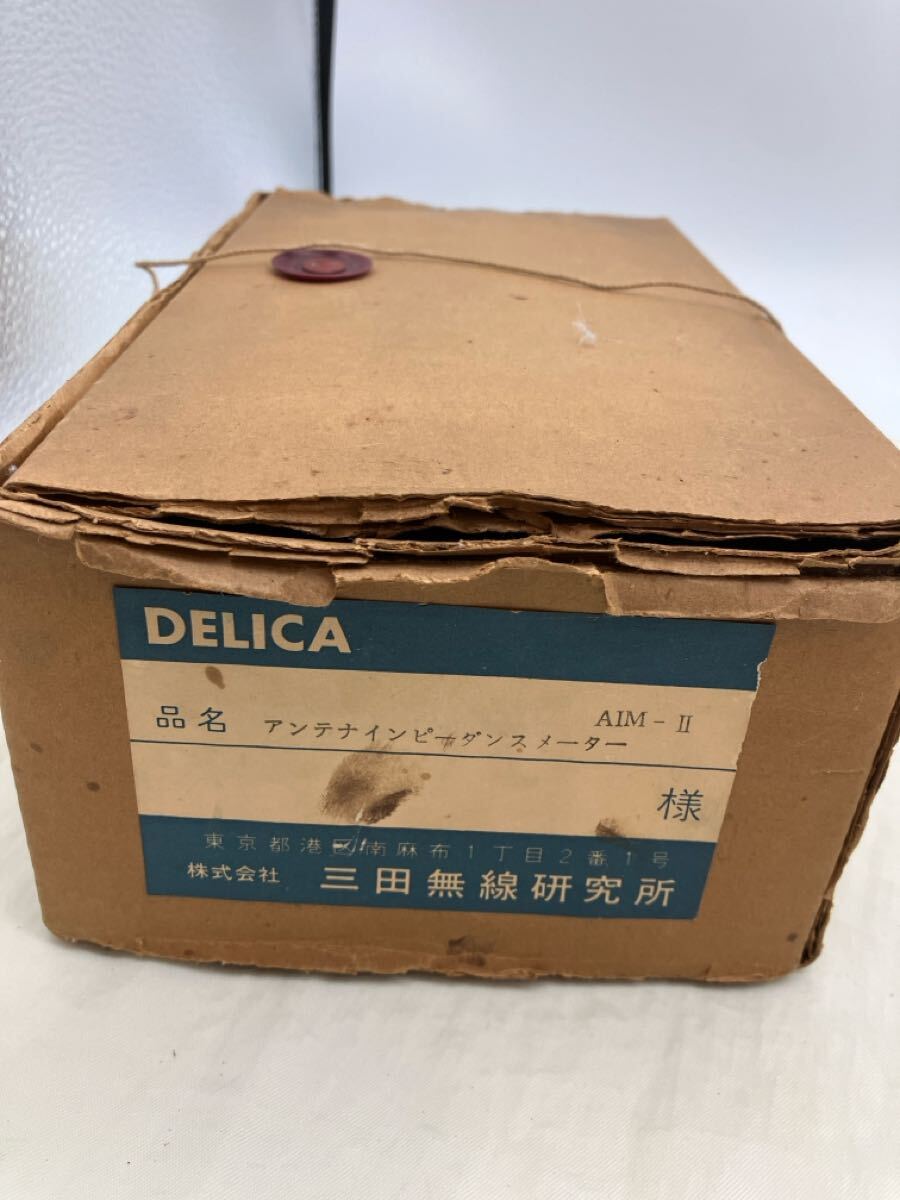 DELICA
品名 アンテナインピーダンスメーター AIM-II
様
東京都港区南麻布1丁目2番1号
株式会社 三田無線研究所